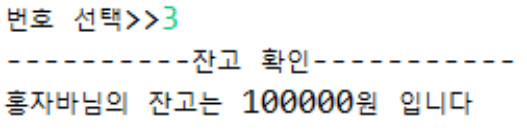 번호 선택>>3
----------잔고 확인-----------
홍자바님의 잔고는 100000원 입니다